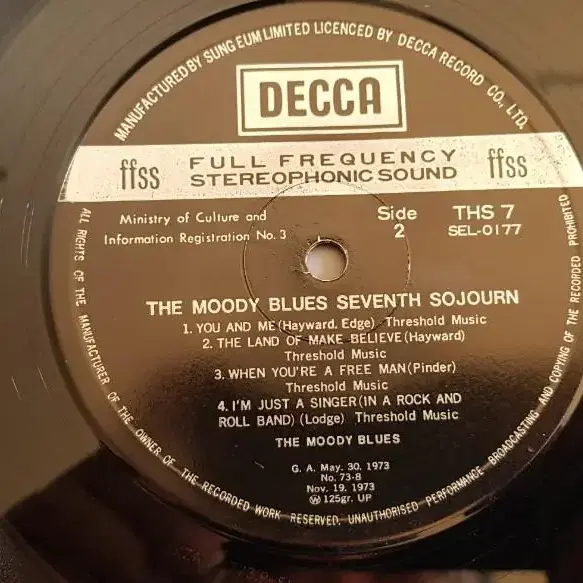 MANUFACTURED BY SUNG EUM LIMITED LICENCED BY DECCA RECORD CO., LTD.
DECCA
ffss FULL FREQUENCY ffss
STEREOPHONIC SOUND
Ministry of Culture and
Information Registration No. 3
Side
2
THS 7
SEL-0177
THE MOODY BLUES SEVENTH SOJOURN
1. YOU AND ME (Hayward. Edge) Threshold Music
2. THE LAND OF MAKE BELIEVE (Hayward)
Threshold Music
3. WHEN YOU'RE A FREE MAN (Pinder)
Threshold Music
4. I'M JUST A SINGER (IN A ROCK AND
ROLL BAND) (Lodge) Threshold Music
THE MOODY BLUES
G. A. May. 30. 1973
No. 73-8
Nov. 19. 1973
Ⓦ 125gr. UP
ALL RIGHTS OF THE MANUFACTURER OF THE OWNER OF THE RECORDED WORK RESERVED, UNAUTHORISED PERFORMANCE BROADCASTING AND COPYING OF THE RECORDED PROHIBITED